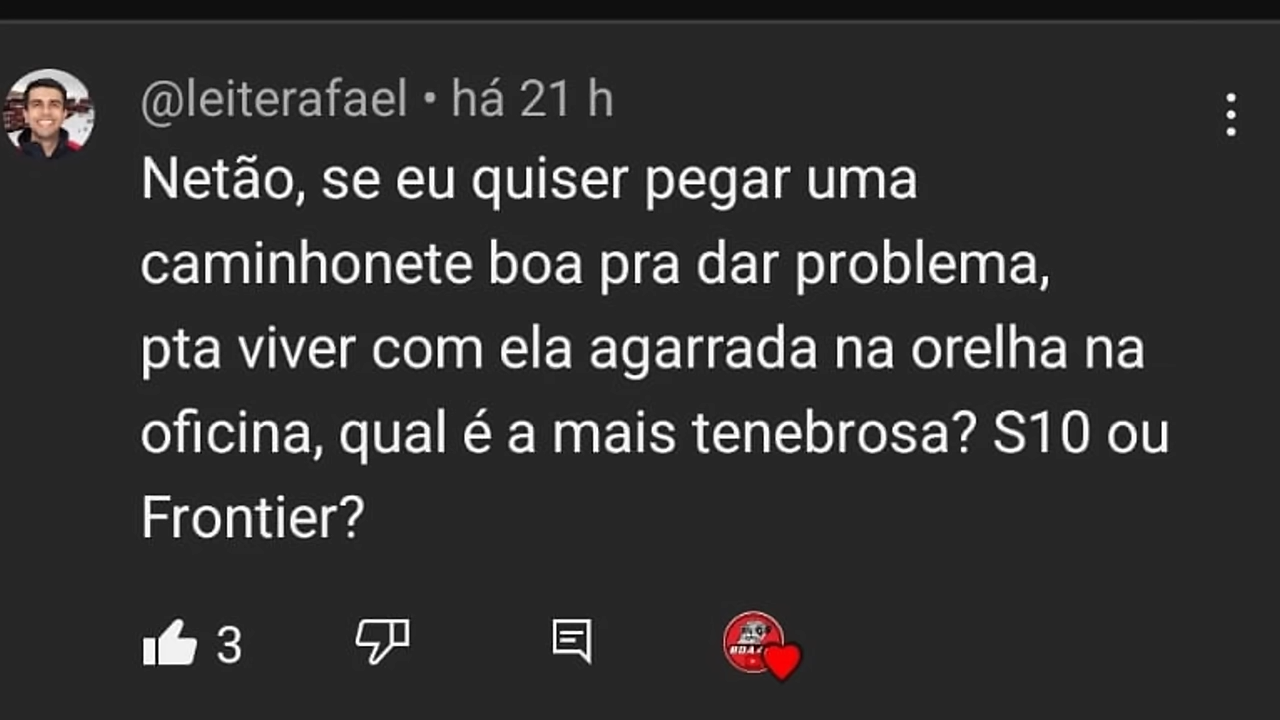 @leiterafael • há 21 h
Netão, se eu quiser pegar uma
caminhonete boa pra dar problema,
pta viver com ela agarrada na orelha na
oficina, qual é a mais tenebrosa? S10 ou
Frontier?
3